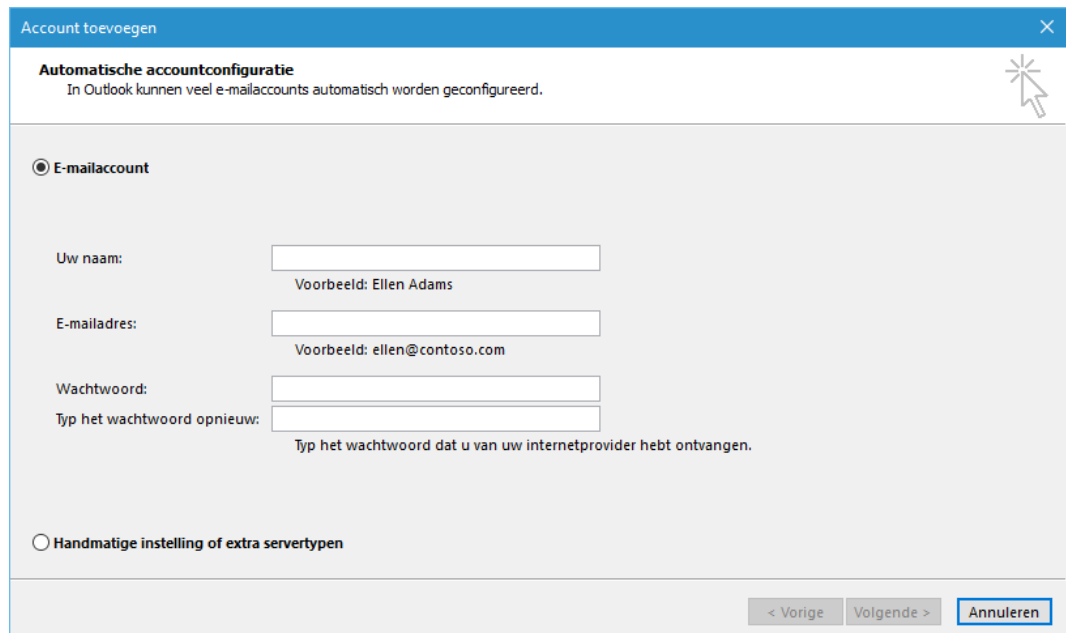 Account toevoegen
Automatische accountconfiguratie
In Outlook kunnen veel e-mailaccounts automatisch worden geconfigureerd.
E-mailaccount
Uw naam:
Voorbeeld: Ellen Adams
E-mailadres:
Voorbeeld: ellen@contoso.com
Wachtwoord:
Typ het wachtwoord opnieuw:
Typ het wachtwoord dat u van uw internetprovider hebt ontvangen.
Handmatige instelling of extra servertypen
< Vorige Volgende > Annuleren